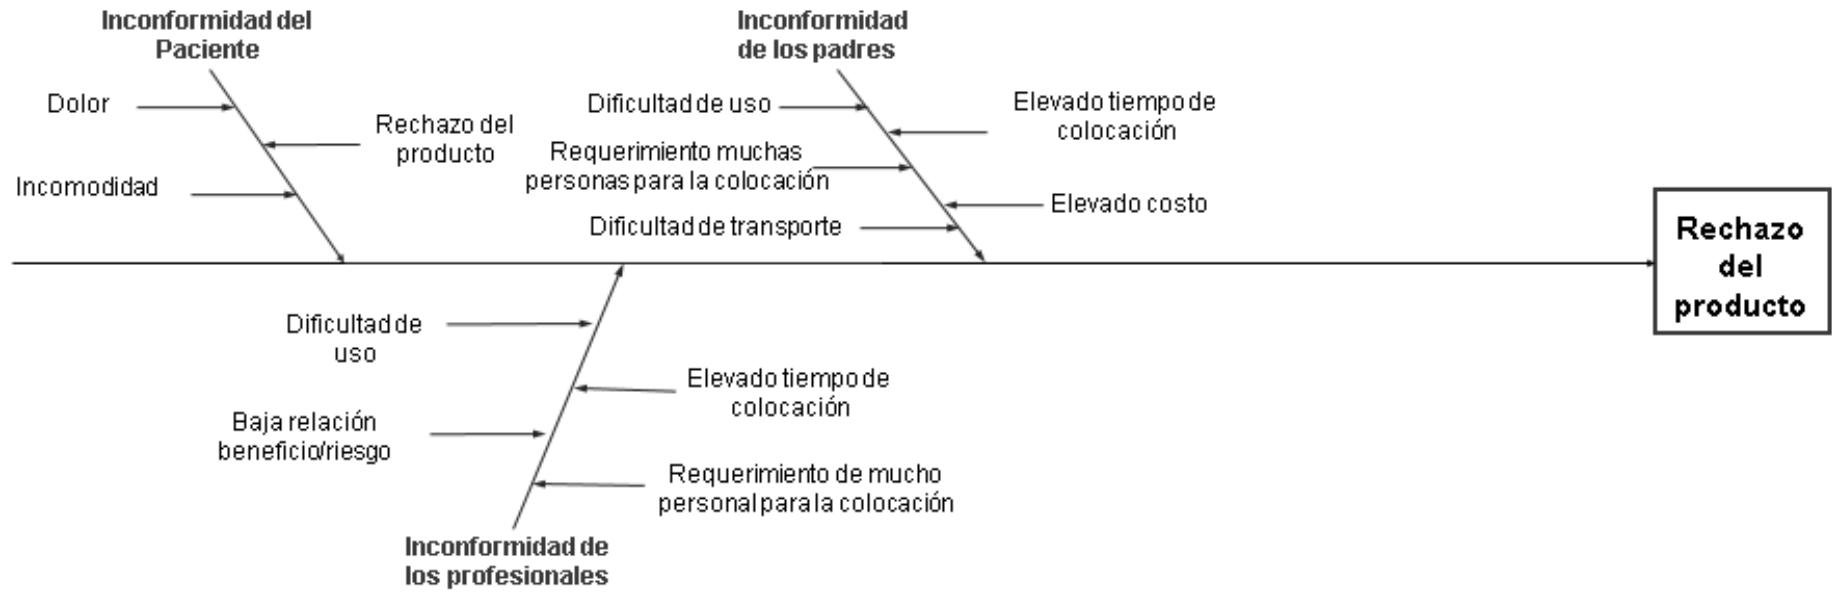 Inconformidad del
Paciente
Inconformidad
de los padres
Dolor
Rechazo del
producto
Incomodidad
Dificultad de uso
Elevado tiempo de
colocación
Requerimiento muchas
personas para la colocación
Elevado costo
Dificultad de transporte
Rechazo
del
producto
Dificultad de
uso
Elevado tiempo de
colocación
Baja relación
beneficio/riesgo
Requerimiento de mucho
personal para la colocación
Inconformidad de
los profesionales